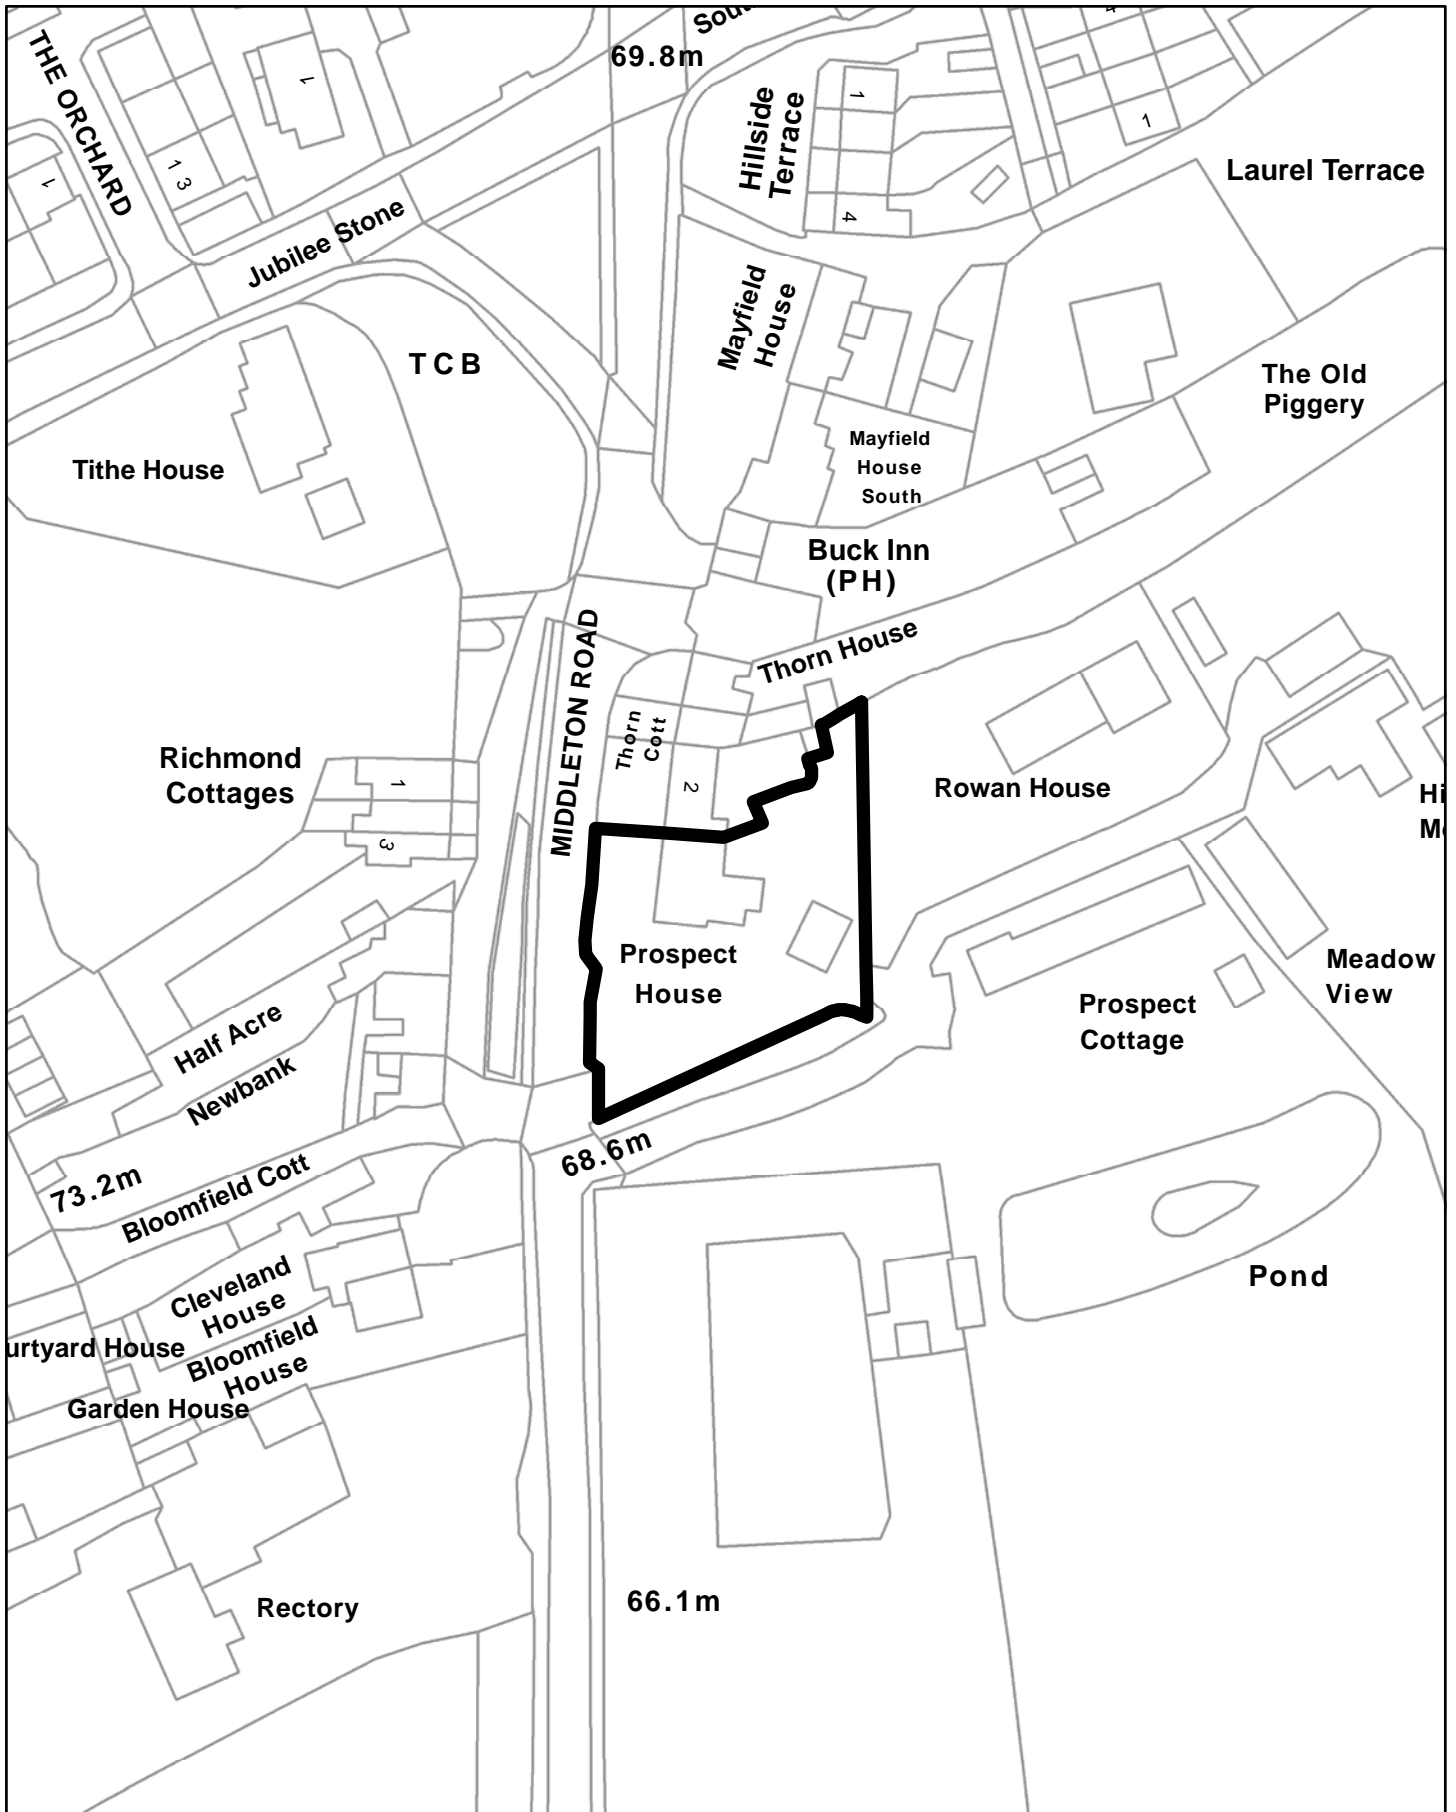 69.8m
THE ORCHARD
1
1
1 3
Hillside
Terrace
1
4
1
Laurel Terrace
Jubilee Stone
Mayfield
House
TCB
The Old
Piggery
Tithe House
Mayfield
House
South
Buck Inn
(PH)
Thorn House
MIDDLETON ROAD
Thorn
Cott
2
Richmond
Cottages
1
3
Rowan House
Prospect
House
Meadow
View
Prospect
Cottage
Half Acre
Newbank
68.6m
73.2m
Bloomfield Cott
Pond
Cleveland
House
urtyard House
Bloomfield
House
Garden House
Rectory
66.1m